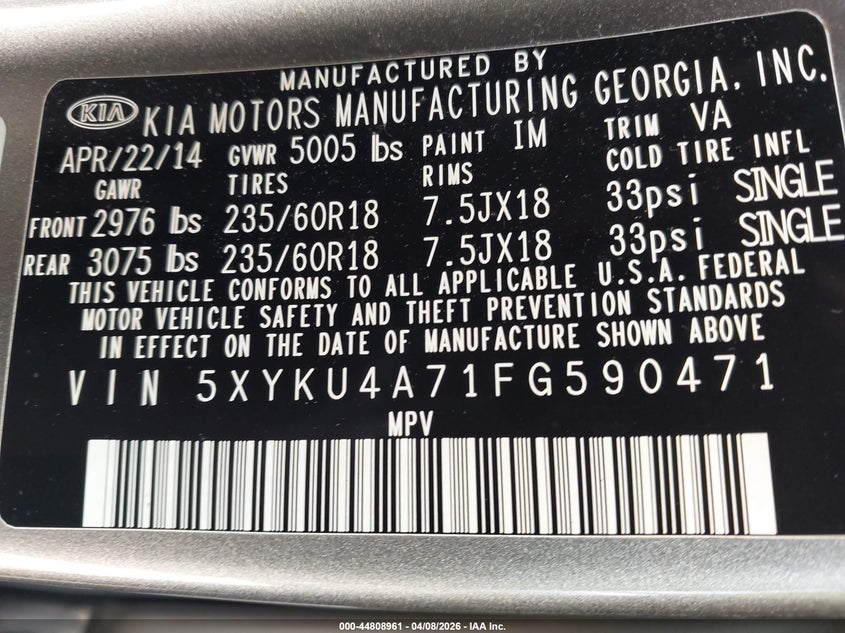 MANUFACTURED BY
KIA KIA MOTORS MANUFACTURING GEORGIA, INC.
APR/22/14 GVWR 5005 lbs PAINT IM TRIM VA
GAWR TIRES RIMS COLD TIRE INFL
FRONT 2976 lbs 235/60R18 7.5JX18 33psi SINGLE
REAR 3075 lbs 235/60R18 7.5JX18 33psi SINGLE
THIS VEHICLE CONFORMS TO ALL APPLICABLE U.S.A. FEDERAL
MOTOR VEHICLE SAFETY AND THEFT PREVENTION STANDARDS
IN EFFECT ON THE DATE OF MANUFACTURE SHOWN ABOVE
VIN 5XYKU4A71FG590471
MPV
000-44808961 - 04/08/2026 - IAA Inc.